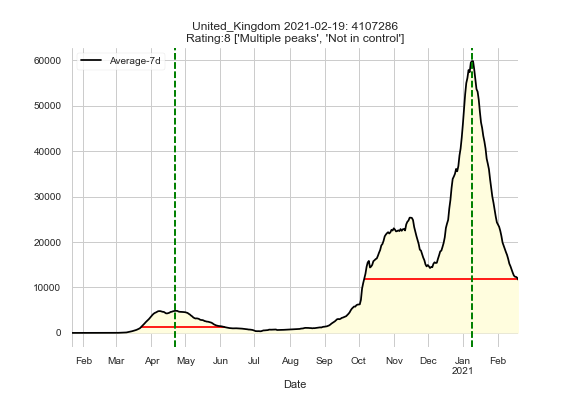 United_Kingdom 2021-02-19: 4107286
Rating:8 ['Multiple peaks', 'Not in control']
Average-7d
60000
50000
40000
30000
20000
10000
0
Feb Mar Apr May Jun Jul Aug Sep Oct Nov Dec Jan Feb
2021
Date